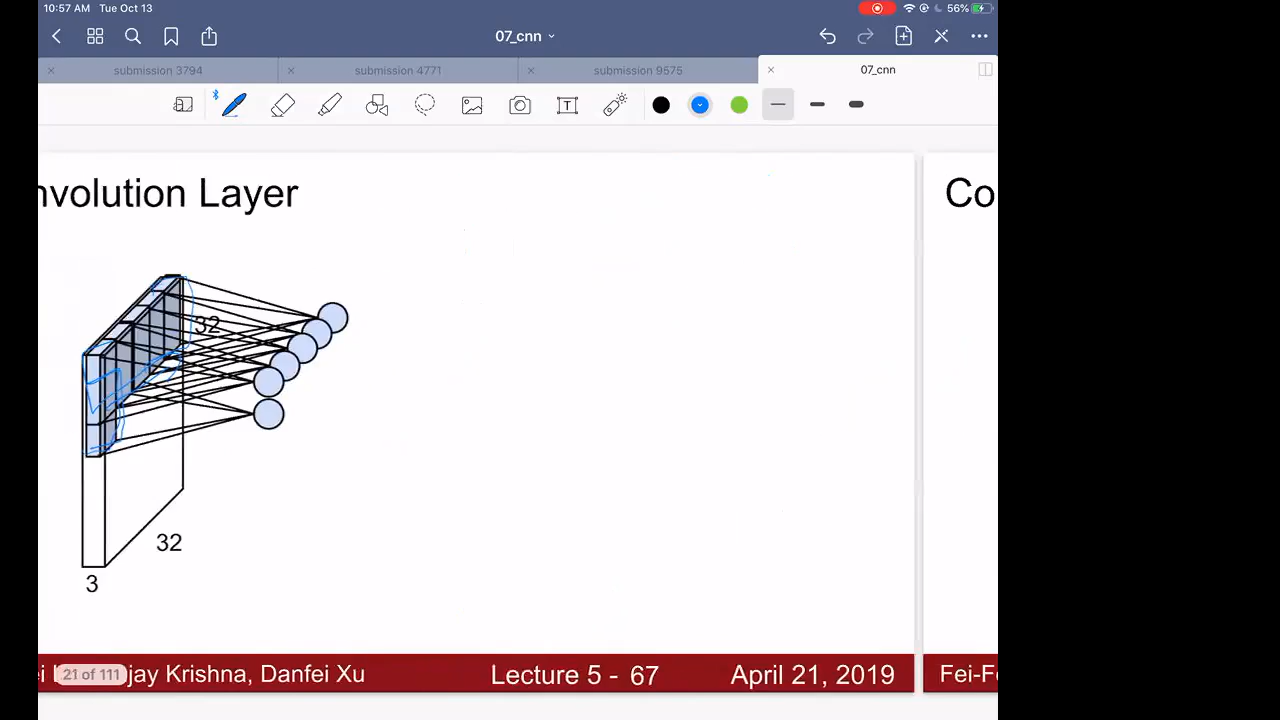 10:57 AM Tue Oct 13
56%
07_cnn
submission 3794
submission 4771
submission 9575
07_cnn
T
nvolution Layer
Co
32
32
3
21 of 111
jay Krishna, Danfei Xu
Lecture 5 - 67
April 21, 2019
Fei-Fe